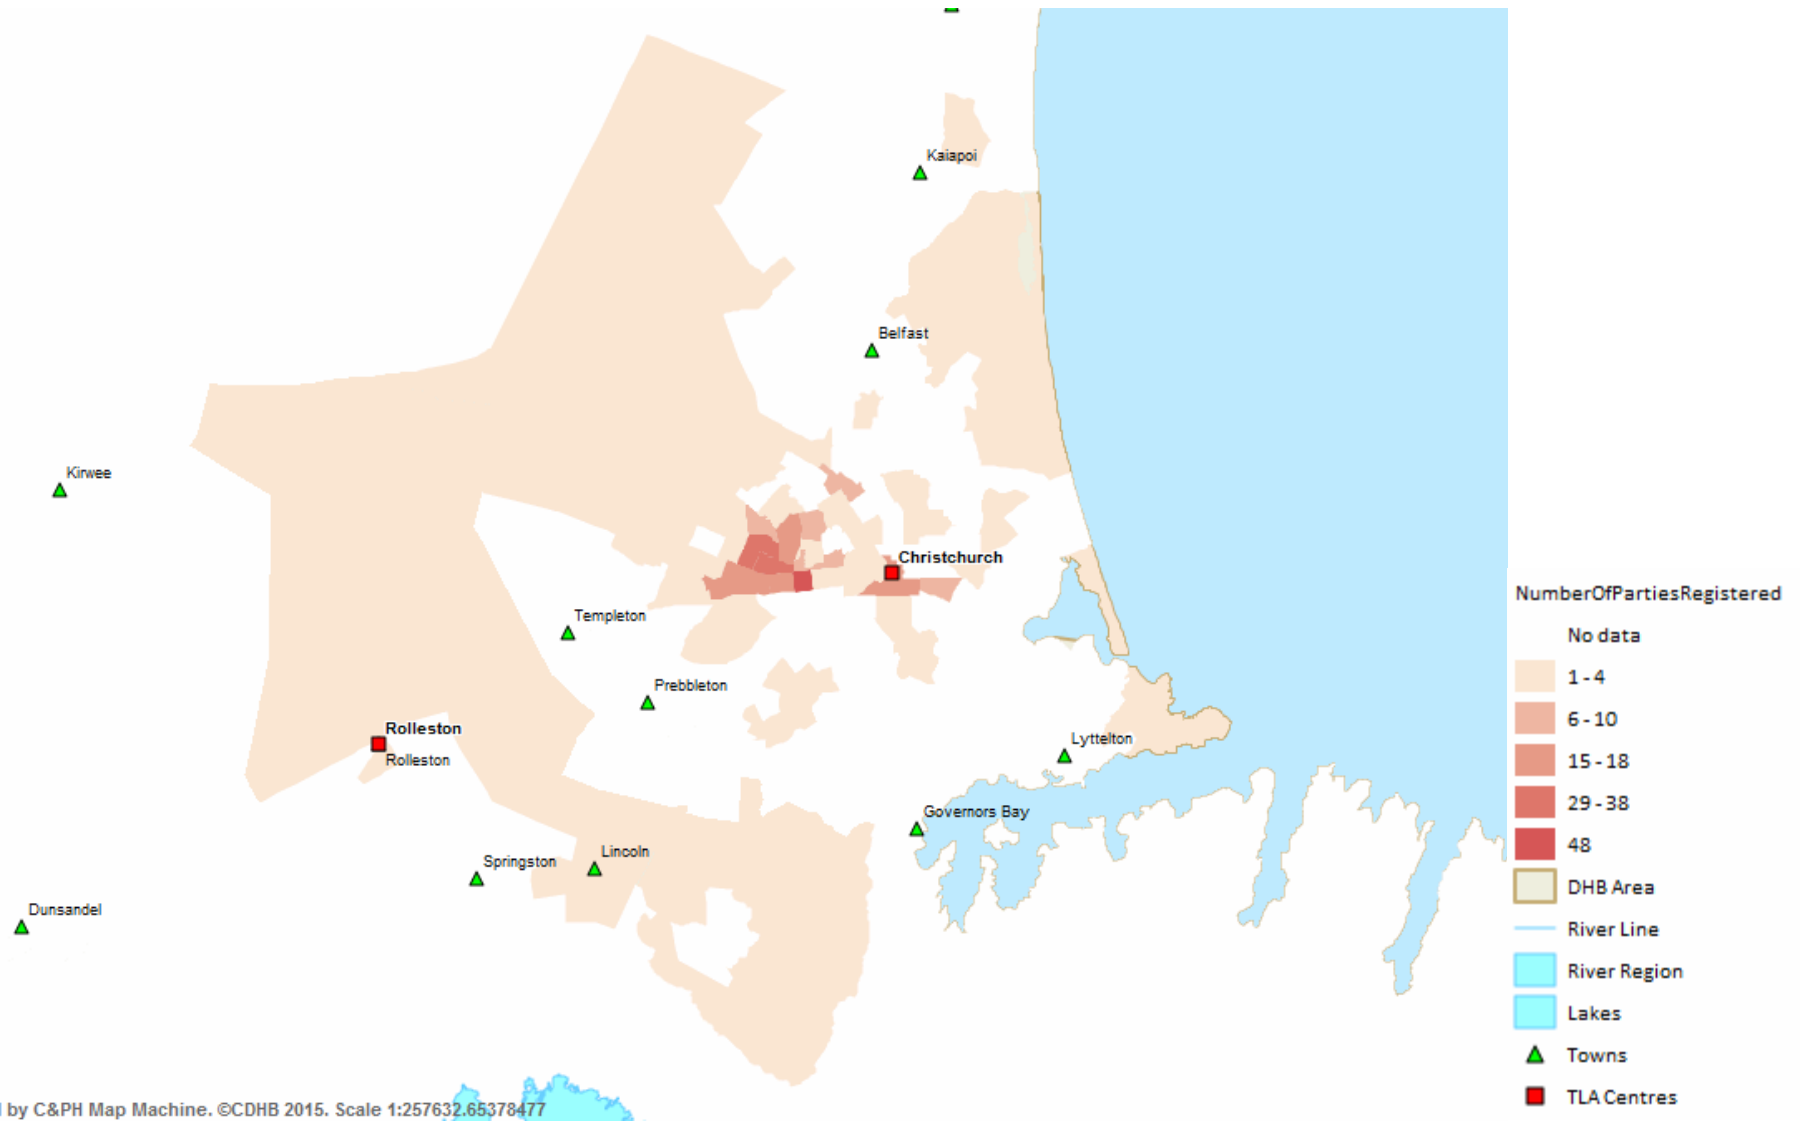 Kaiapoi
Belfast
Kirwee
Christchurch
Templeton
Prebbleton
Rolleston
Rolleston
Lyttelton
Governors Bay
Lincoln
Springston
Dunsandel
NumberOfPartiesRegistered
No data
1 - 4
6 - 10
15 - 18
29 - 38
48
DHB Area
River Line
River Region
Lakes
Towns
TLA Centres
by C&PH Map Machine. ©CDHB 2015. Scale 1:257632.65378477